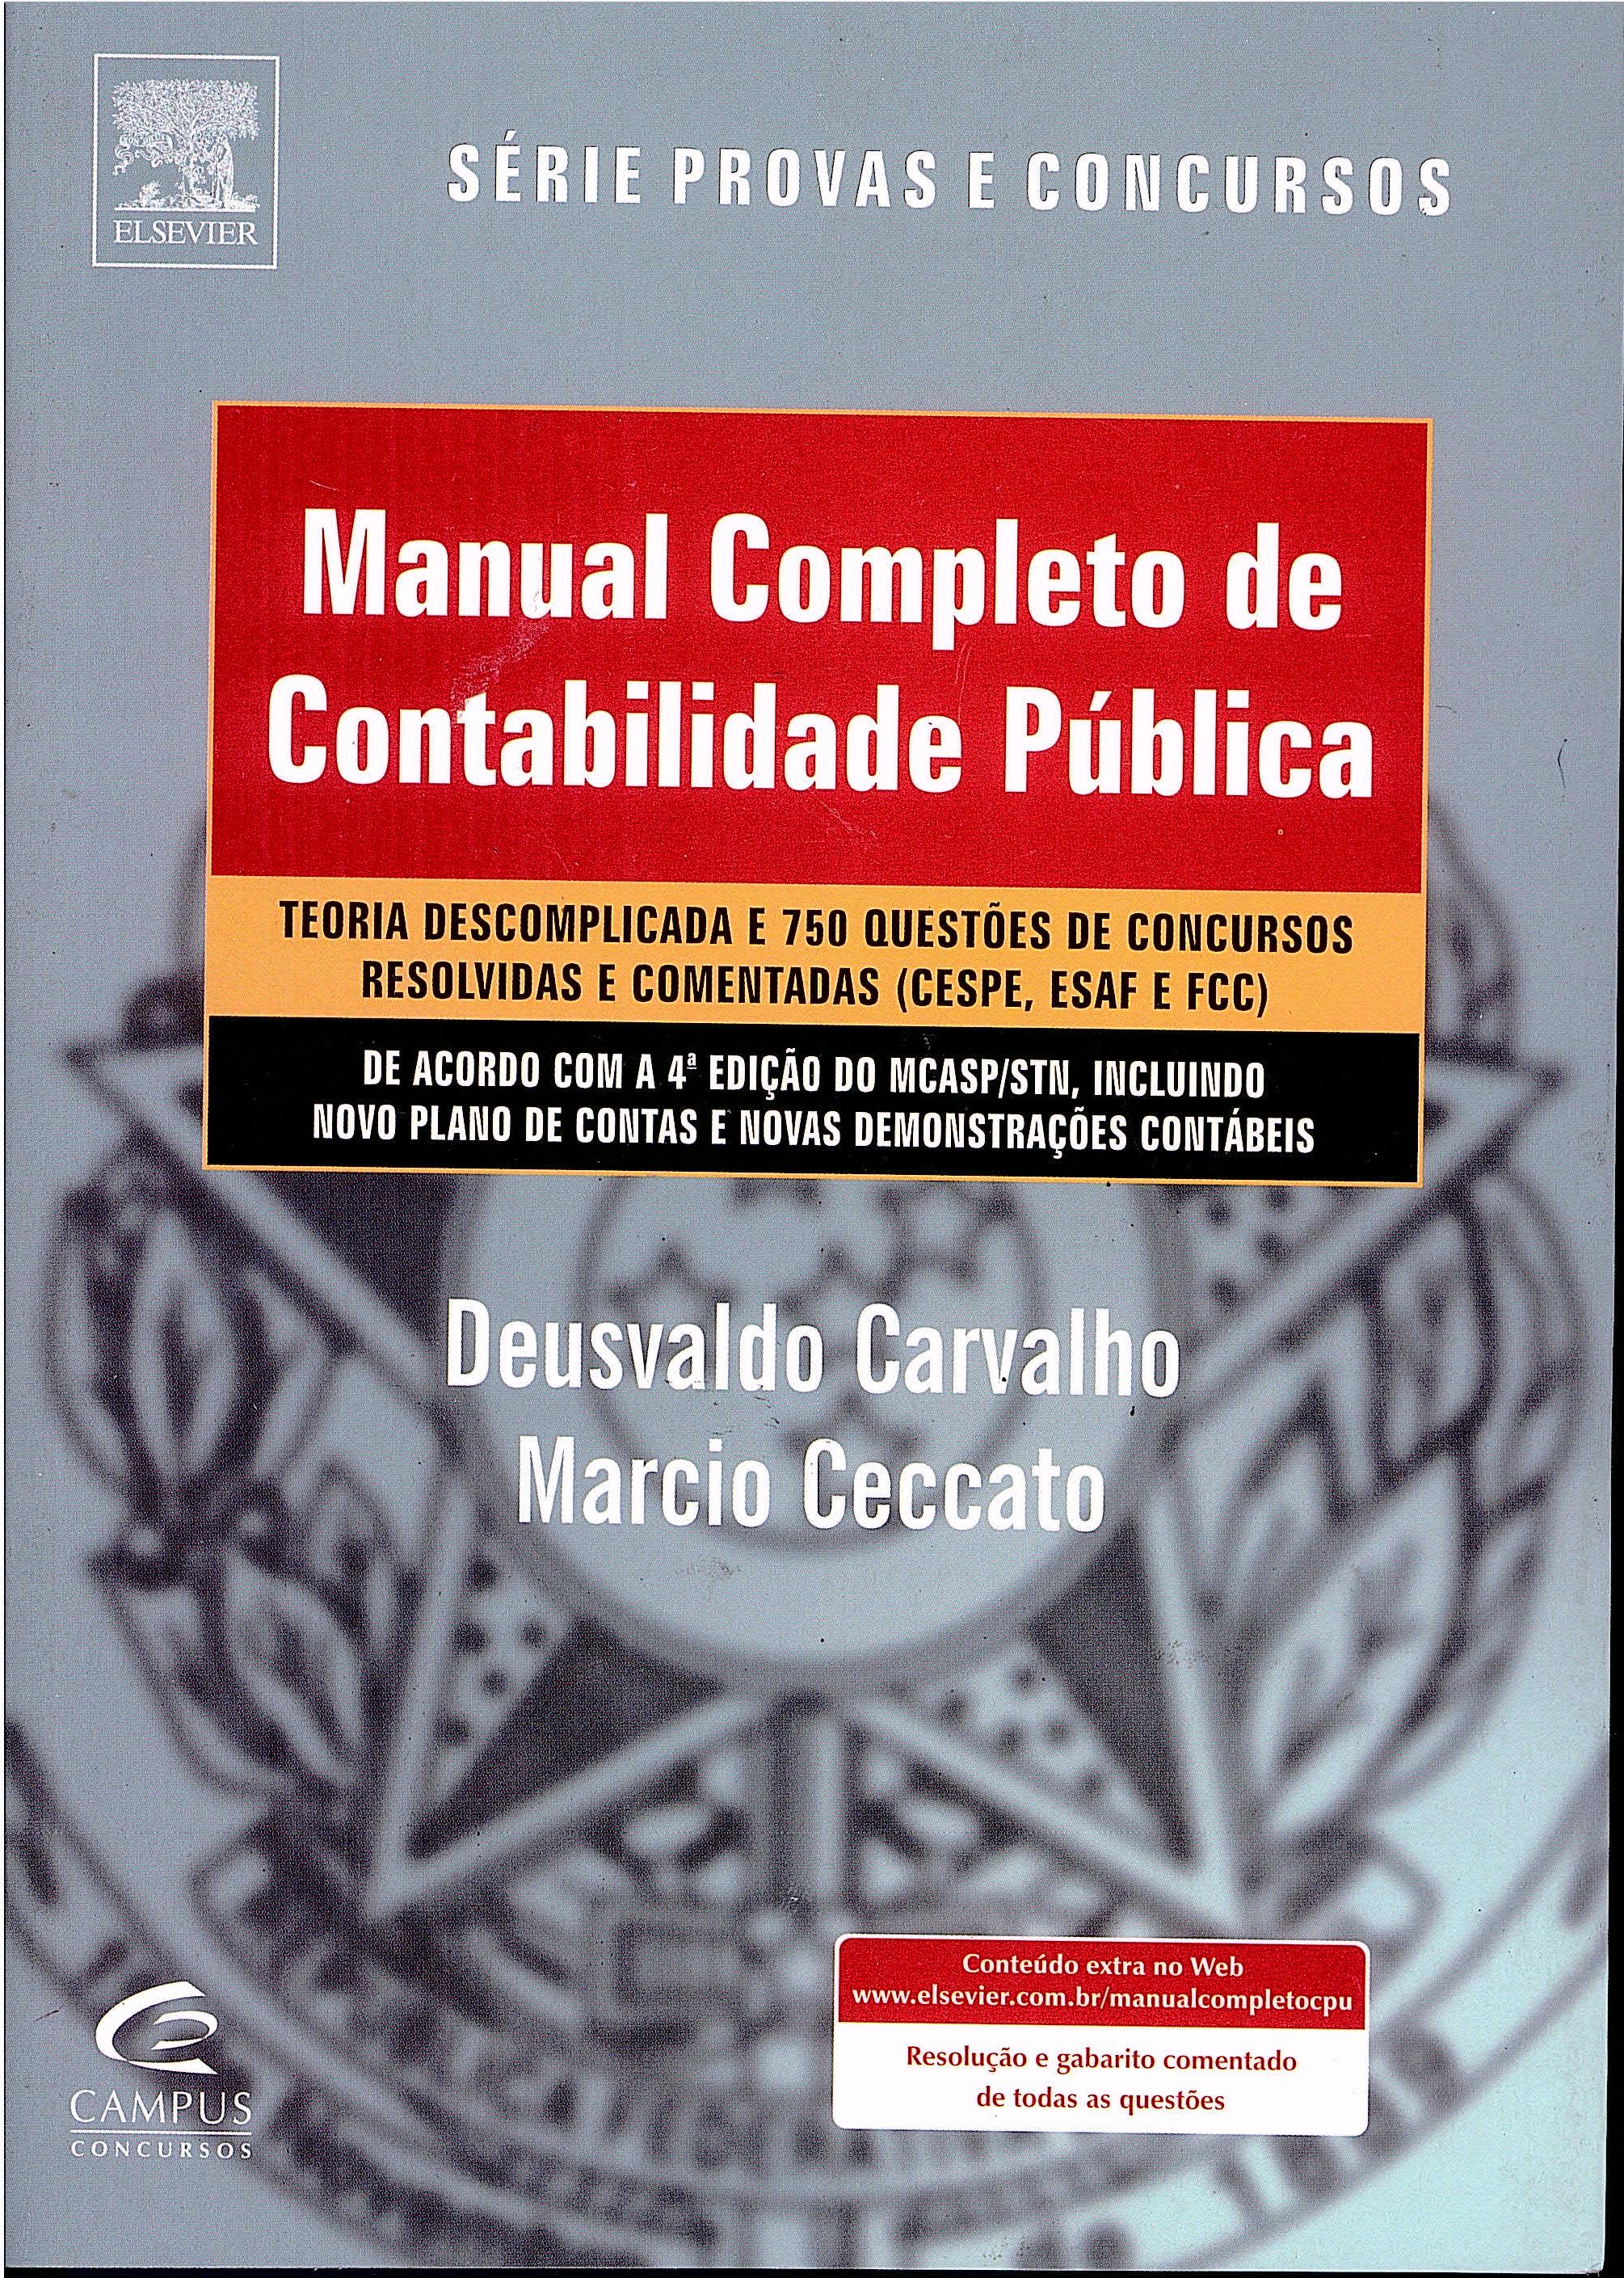 ELSEVIER
SÉRIE PROVAS E CONCURSOS
Manual Completo de
Contabilidade Pública
TEORIA DESCOMPLICADA E 750 QUESTÕES DE CONCURSOS
RESOLVIDAS E COMENTADAS (CESPE, ESAF E FCC)
DE ACORDO COM A 4ª EDIÇÃO DO MCASP/STN, INCLUINDO
NOVO PLANO DE CONTAS E NOVAS DEMONSTRAÇÕES CONTÁBEIS
Deusvaldo Carvalho
Marcio Ceccato
Conteúdo extra no Web
www.elsevier.com.br/manualcompletocpu
Resolução e gabarito comentado
de todas as questões
CAMPUS
CONCURSOS